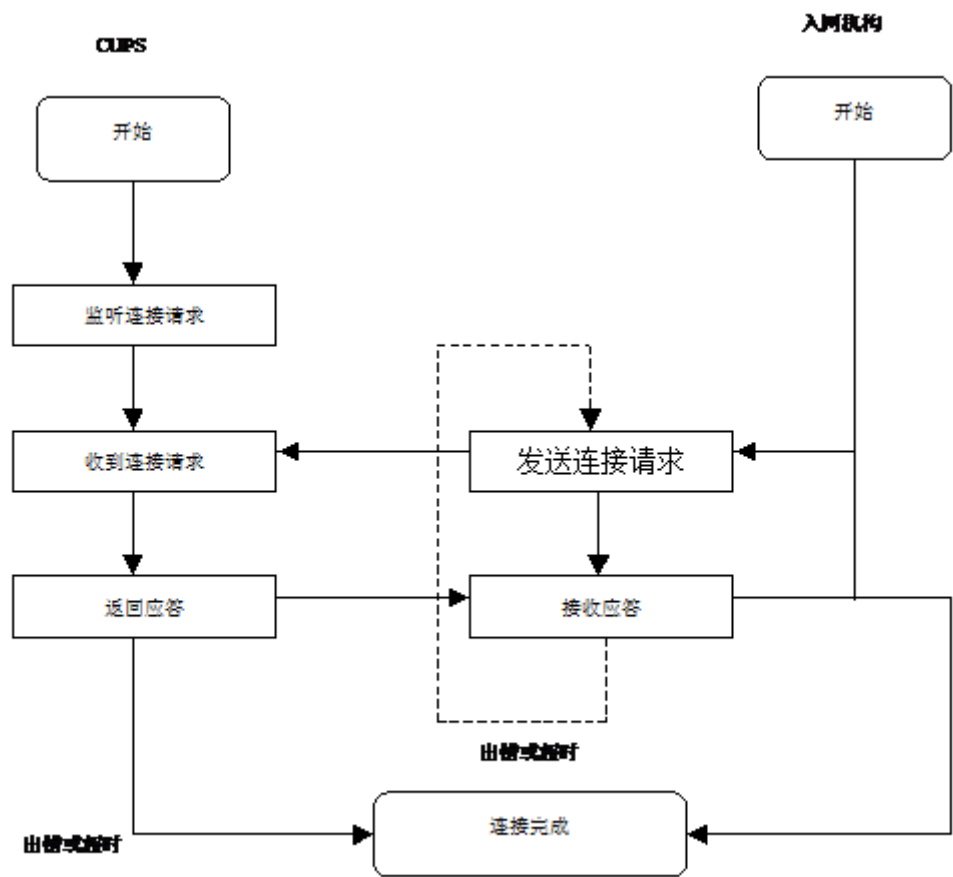 CUPS
入网机构
开始
开始
监听连接请求
收到连接请求
发送连接请求
返回应答
接收应答
出错或超时
连接完成
出错或超时